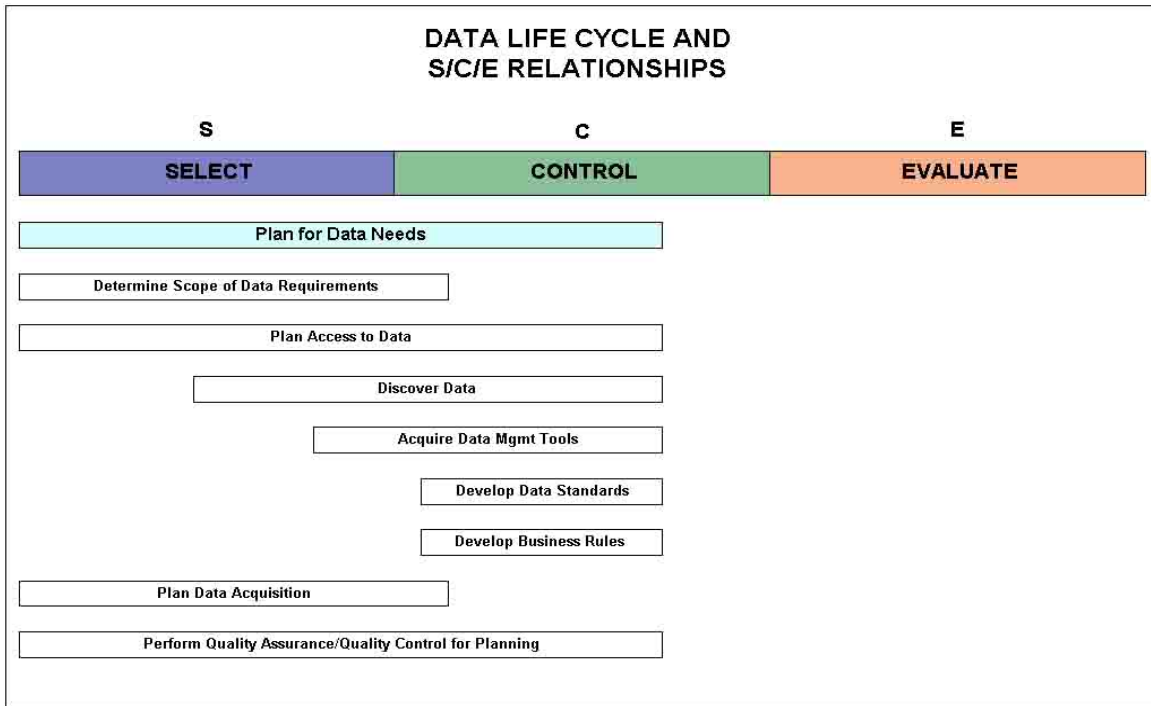 DATA LIFE CYCLE AND
S/C/E RELATIONSHIPS
S C E
SELECT CONTROL EVALUATE
Plan for Data Needs
Determine Scope of Data Requirements
Plan Access to Data
Discover Data
Acquire Data Mgmt Tools
Develop Data Standards
Develop Business Rules
Plan Data Acquisition
Perform Quality Assurance/Quality Control for Planning